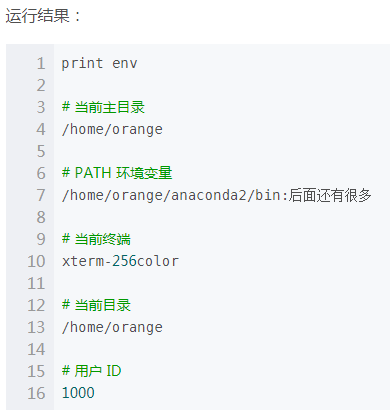 运行结果：
1 print env
2
3 # 当前主目录
4 /home/orange
5
6 # PATH 环境变量
7 /home/orange/anaconda2/bin:后面还有很多
8
9 # 当前终端
10 xterm-256color
11
12 # 当前目录
13 /home/orange
14
15 # 用户 ID
16 1000